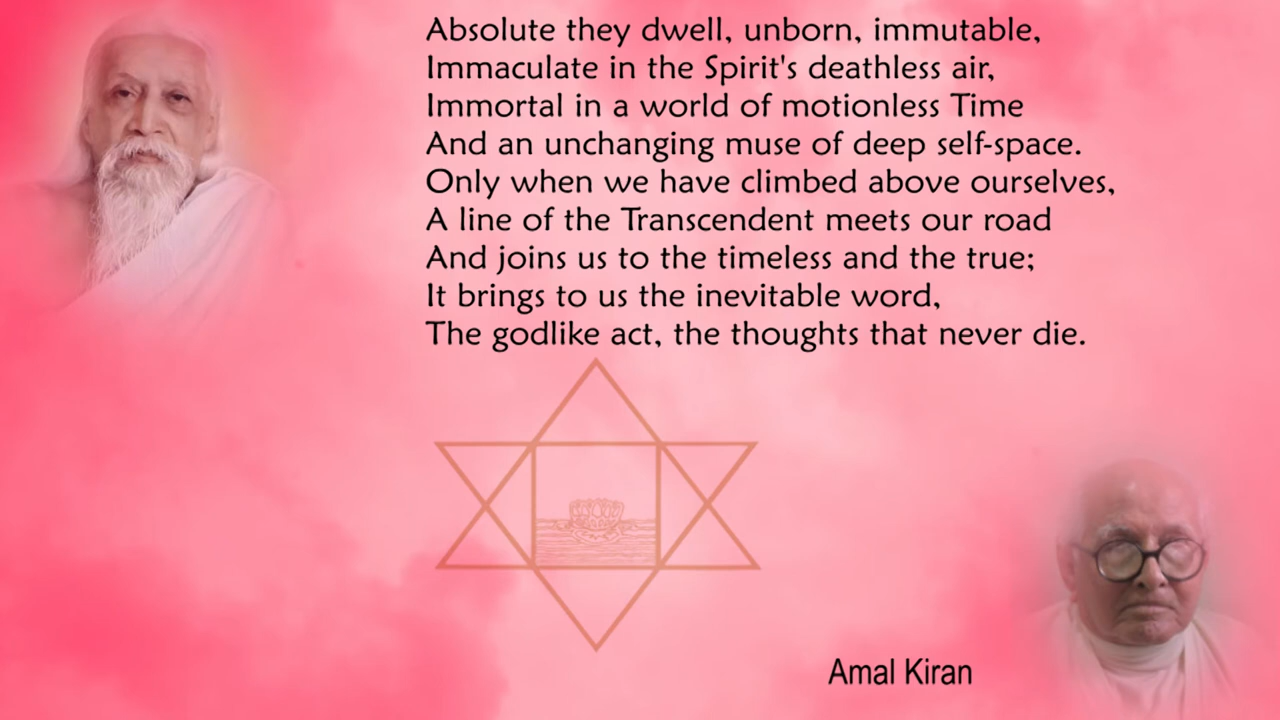 Absolute they dwell, unborn, immutable,
Immaculate in the Spirit's deathless air,
Immortal in a world of motionless Time
And an unchanging muse of deep self-space.
Only when we have climbed above ourselves,
A line of the Transcendent meets our road
And joins us to the timeless and the true;
It brings to us the inevitable word,
The godlike act, the thoughts that never die.
Amal Kiran